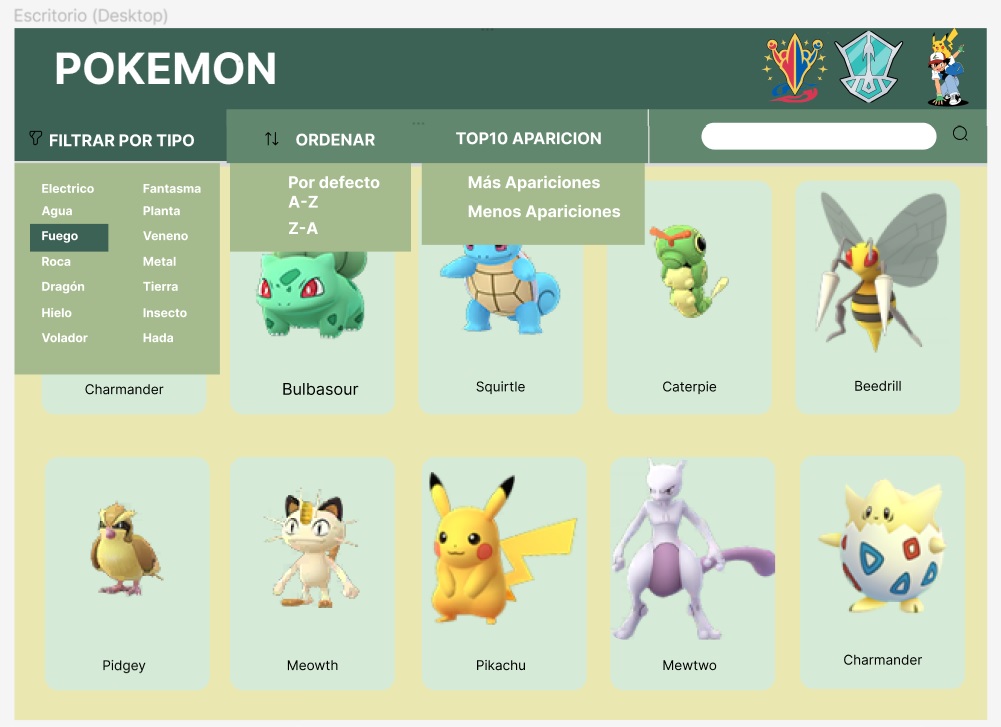 Escritorio (Desktop)
POKEMON
FILTRAR POR TIPO
ORDENAR
TOP10 APARICION
Electrico
Fantasma
Agua
Planta
Fuego
Veneno
Roca
Metal
Dragón
Tierra
Hielo
Insecto
Volador
Hada
Por defecto
A-Z
Z-A
Más Apariciones
Menos Apariciones
Charmander
Bulbasour
Squirtle
Caterpie
Beedrill
Pidgey
Meowth
Pikachu
Mewtwo
Charmander